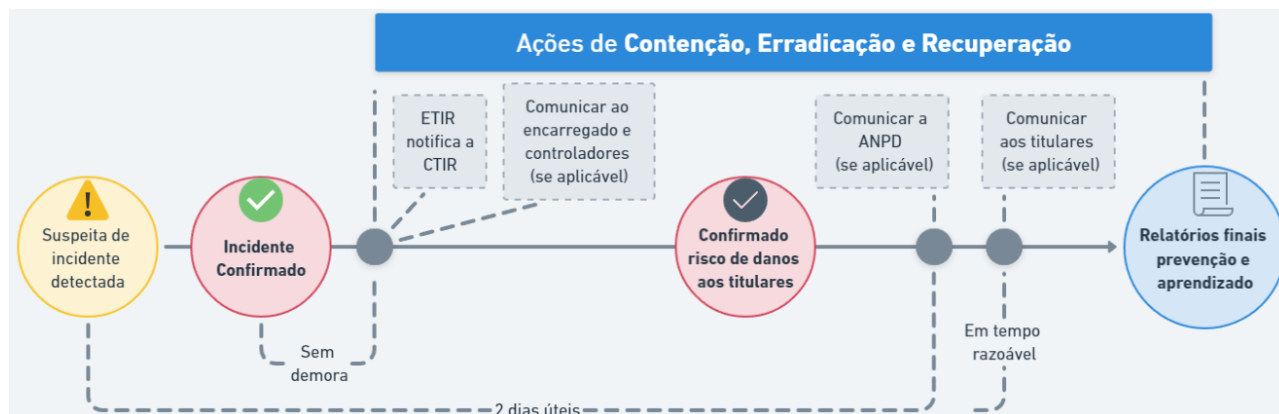 Ações de Contenção, Erradicação e Recuperação
ETIR
notifica a
CTIR
Comunicar ao
encarregado e
controladores
(se aplicável)
Comunicar a
ANPD
(se aplicável)
Comunicar
aos titulares
(se aplicável)
Suspeita de
incidente
detectada
Incidente
Confirmado
Confirmado
risco de danos
aos titulares
Relatórios finais
prevenção e
aprendizado
Sem
demora
Em tempo
razoável
2 dias úteis